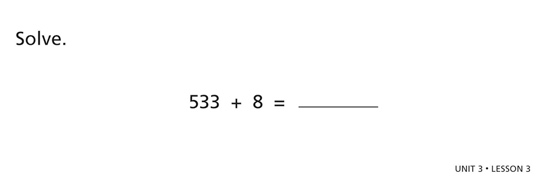 Solve.
533 + 8 = ________
UNIT 3 • LESSON 3